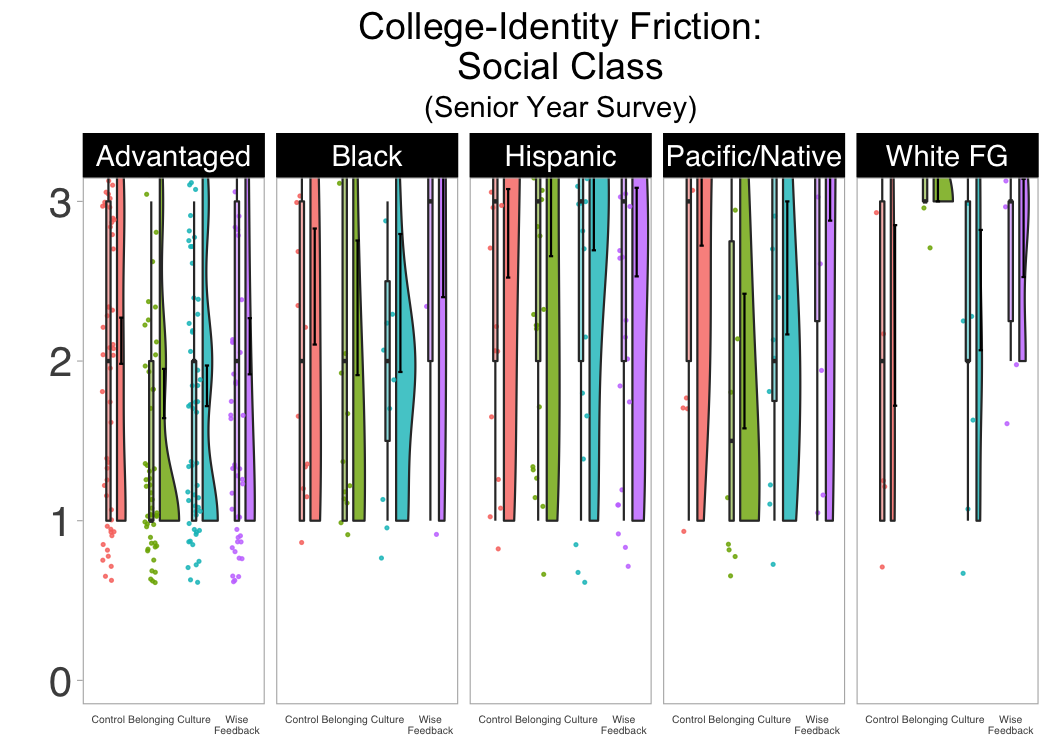 College-Identity Friction:
Social Class
(Senior Year Survey)
Advantaged Black Hispanic Pacific/Native White FG
3
2
1
0
Control Belonging Culture Wise Control Belonging Culture Wise Control Belonging Culture Wise Control Belonging Culture Wise Control Belonging Culture Wise
Feedback Feedback Feedback Feedback Feedback